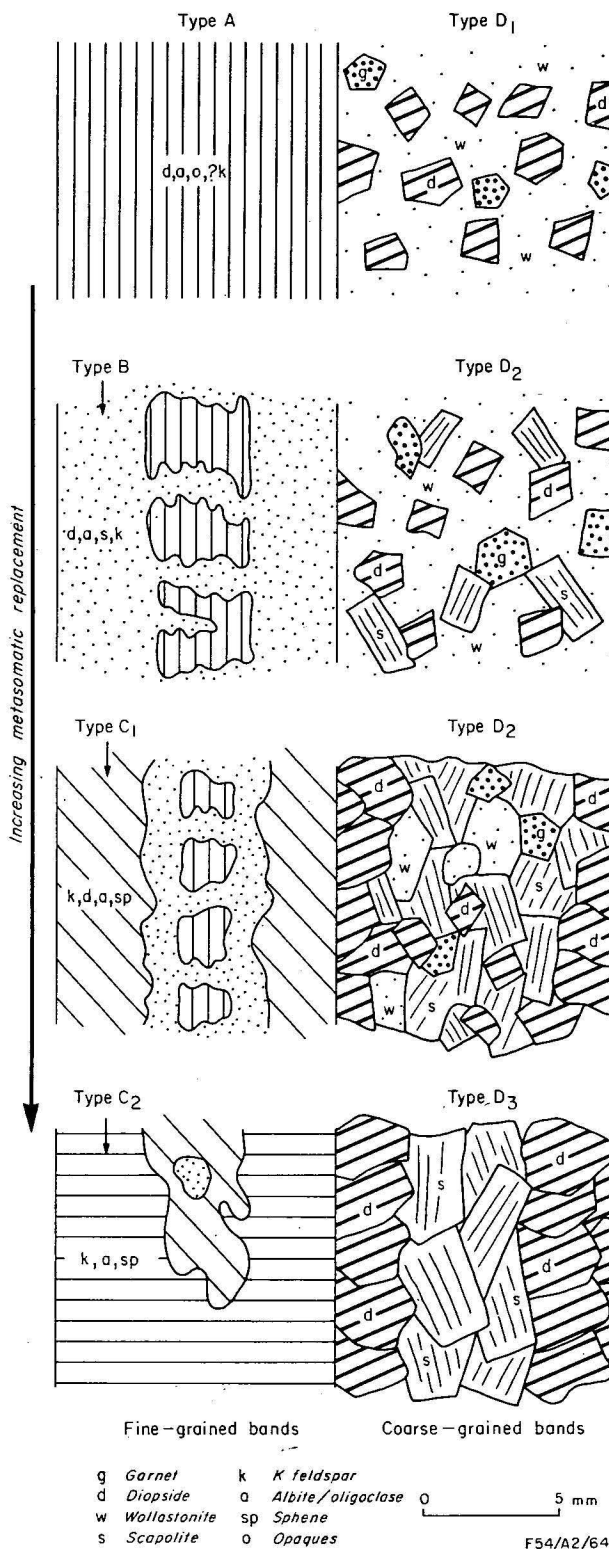 Type A
Type D1
g
w
d
d,a,o,?k
w
d
w
w
Increasing metasomatic replacement
Type B
Type D2
w
d
d,a,s,k
g
d
s
s
w
Type C1
Type D2
d
d
w
g
w
s
k,d,a,sp
d
d
d
s
w
Type C2
Type D3
d
s
d
k,a,sp
d
s
d
s
Fine-grained bands
Coarse-grained bands
g Garnet
k K feldspar
d Diopside
a Albite/oligoclase
w Wollastonite
sp Sphene
s Scapolite
o Opaques
0 5 mm
F54/A2/64